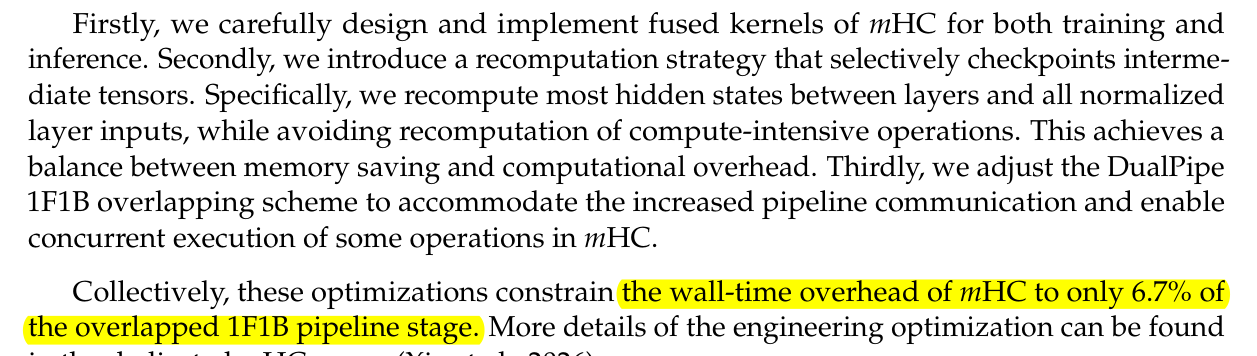 Firstly, we carefully design and implement fused kernels of mHC for both training and
inference. Secondly, we introduce a recomputation strategy that selectively checkpoints interme-
diate tensors. Specifically, we recompute most hidden states between layers and all normalized
layer inputs, while avoiding recomputation of compute-intensive operations. This achieves a
balance between memory saving and computational overhead. Thirdly, we adjust the DualPipe
1F1B overlapping scheme to accommodate the increased pipeline communication and enable
concurrent execution of some operations in mHC.
Collectively, these optimizations constrain the wall-time overhead of mHC to only 6.7% of
the overlapped 1F1B pipeline stage. More details of the engineering optimization can be found